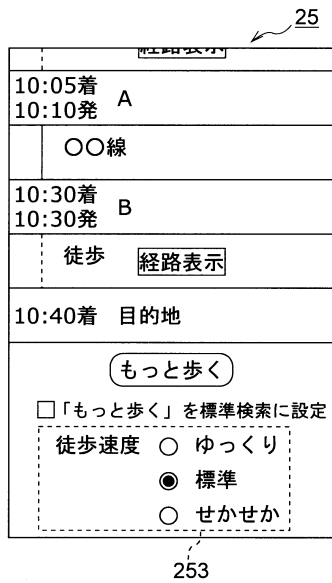 25
経路表示
10:05着
10:10発 A
〇〇線
10:30着
10:30発 B
徒歩 経路表示
10:40着 目的地
もっと歩く
□「もっと歩く」を標準検索に設定
徒歩速度 ○ ゆっくり
◉ 標準
○ せかせか
253